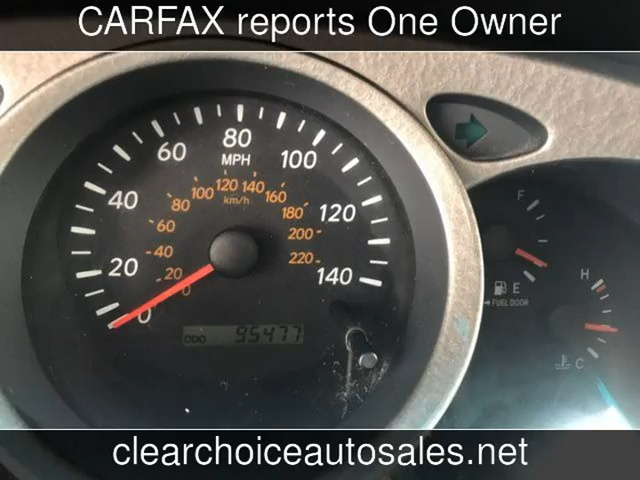 CARFAX reports One Owner
0 20 40 60 80 100 120 140
MPH
0 20 40 60 80 100 120 140 160 180 200 220
km/h
ODO 95477
F
E
◄ FUEL DOOR
H
C
clearchoiceautosales.net